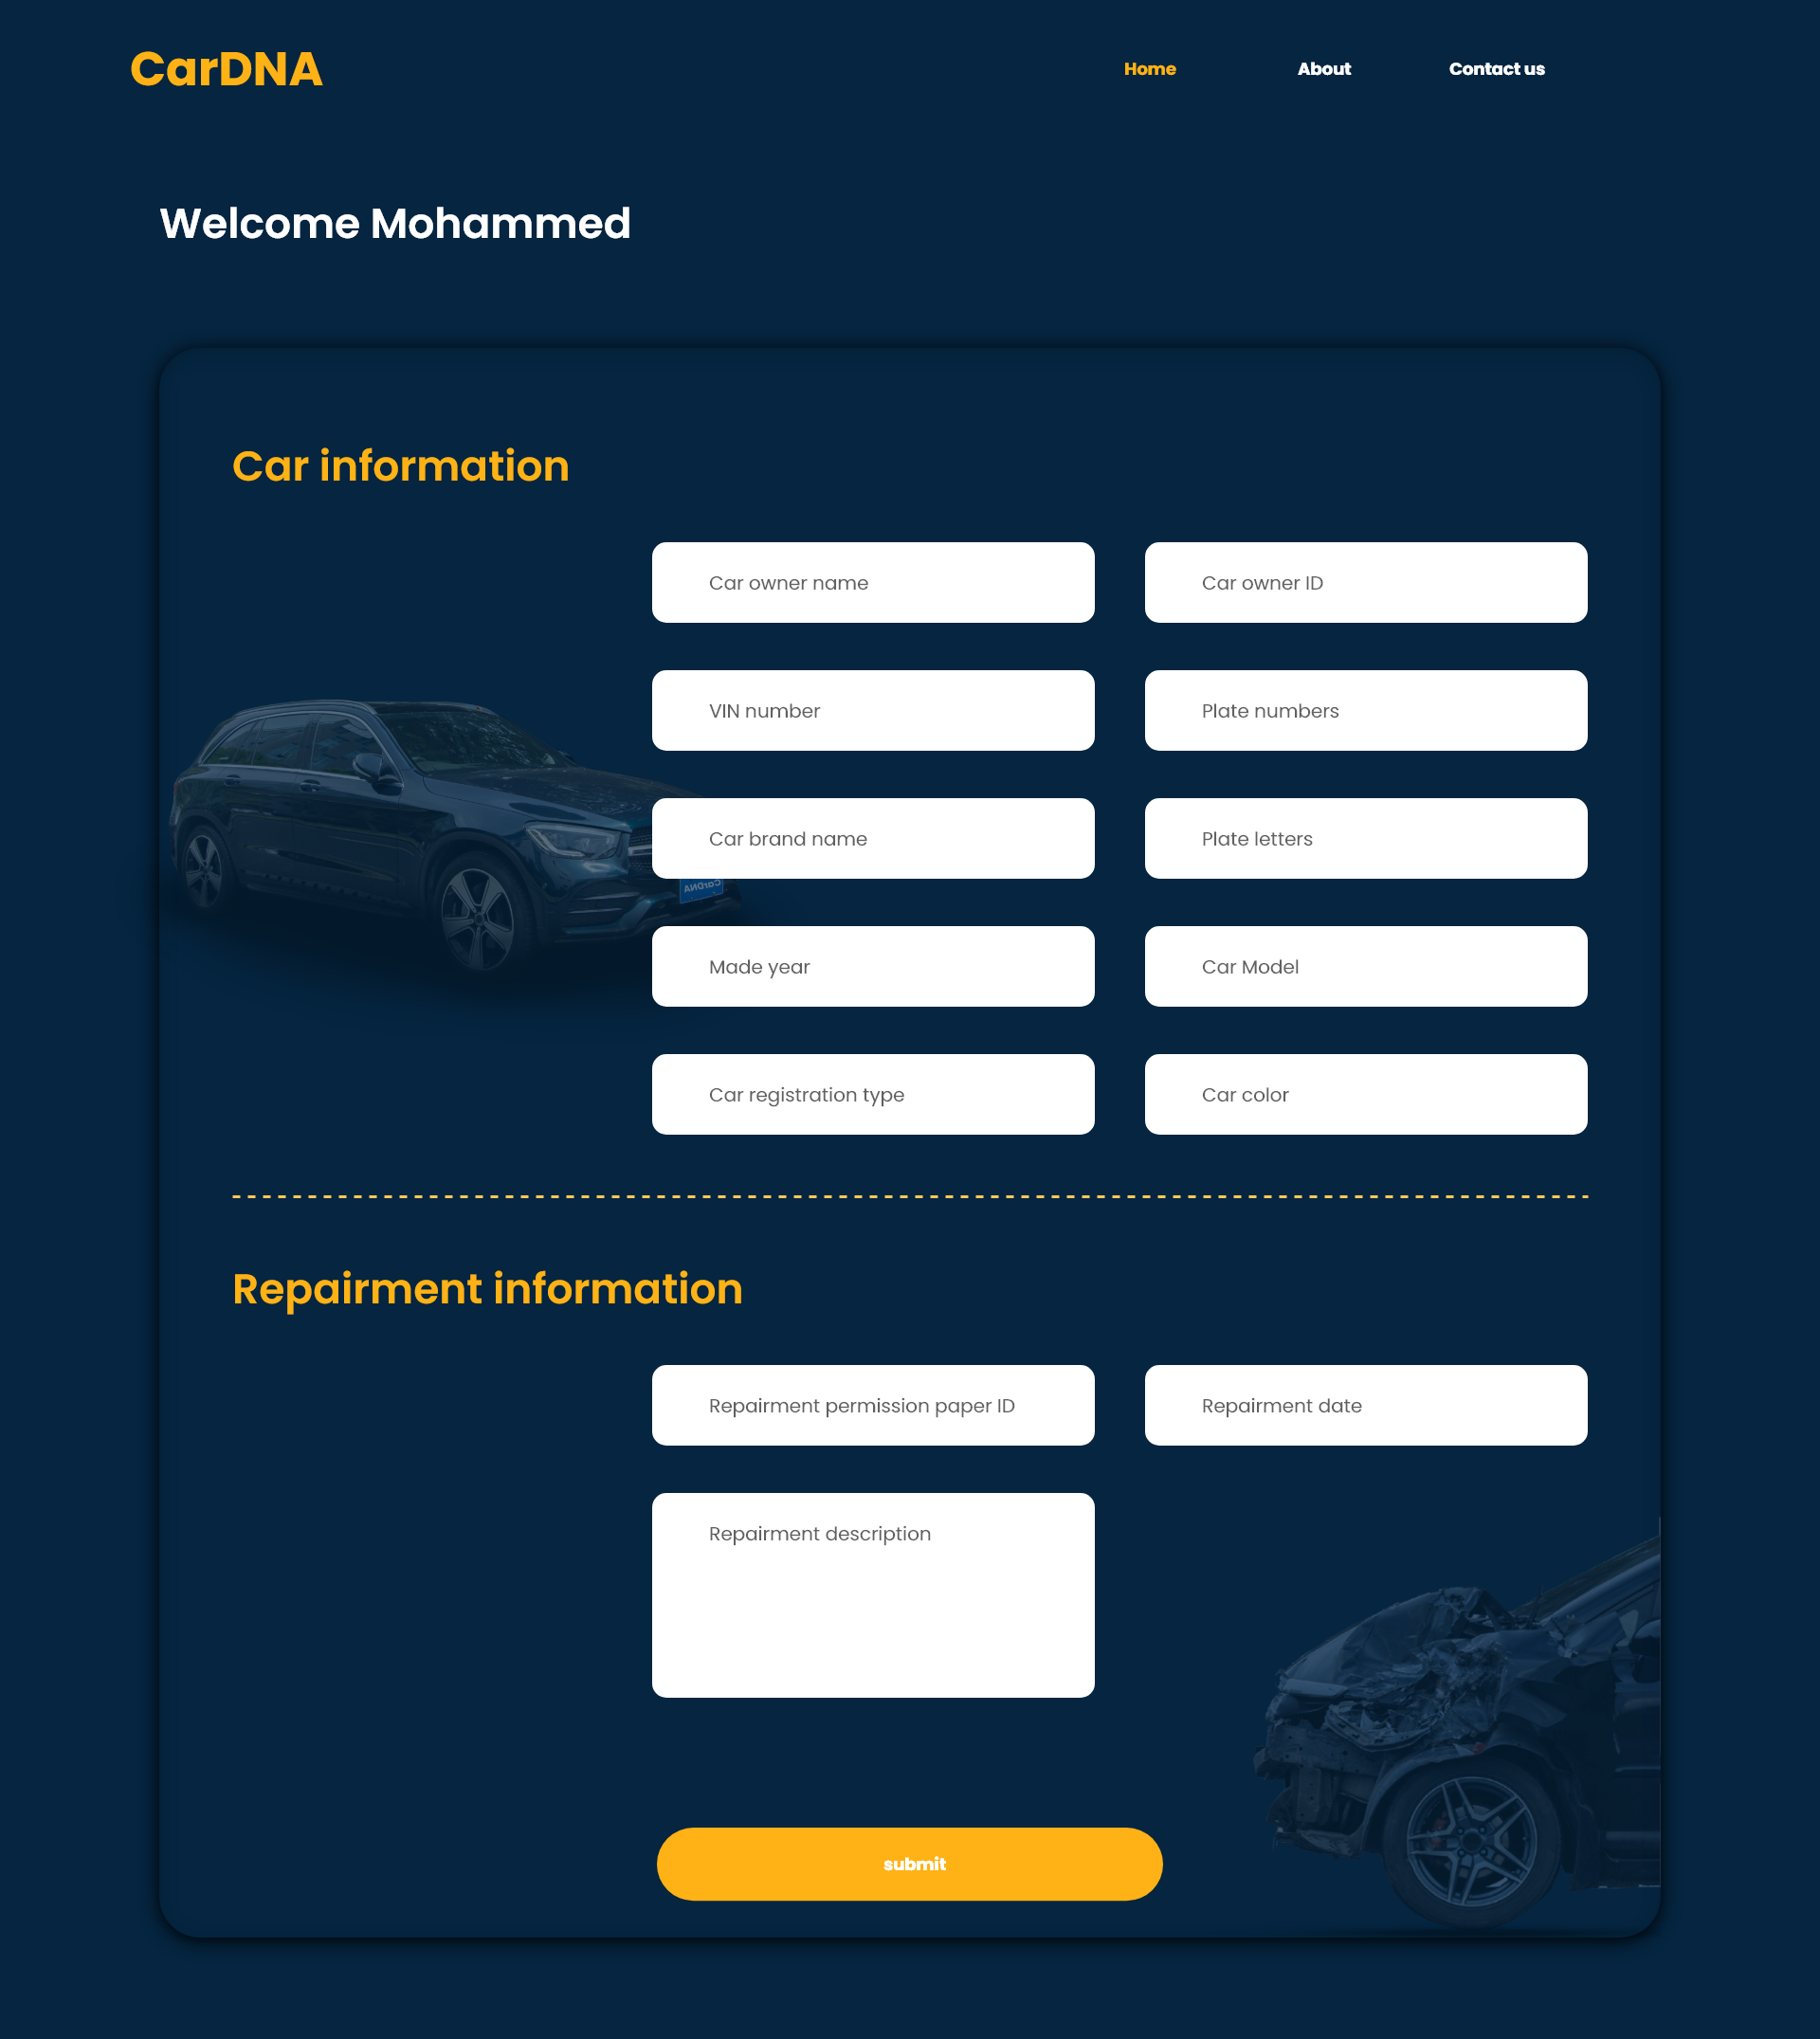 CarDNA
Home About Contact us
Welcome Mohammed
Car information
Car owner name Car owner ID
VIN number Plate numbers
Car brand name Plate letters
CarDNA
Made year Car Model
Car registration type Car color
Repairment information
Repairment permission paper ID Repairment date
Repairment description
submit